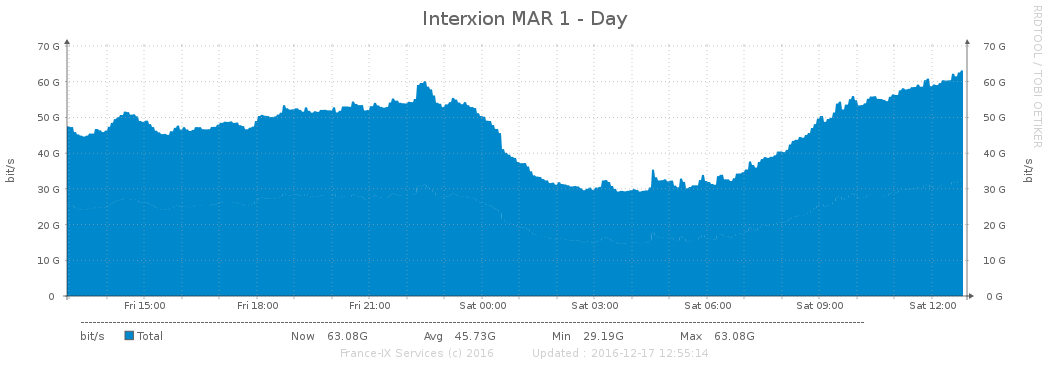 Interxion MAR 1 - Day
RRDTOOL / TOBI OETIKER
70 G 70 G
60 G 60 G
50 G 50 G
40 G 40 G
30 G 30 G
20 G 20 G
10 G 10 G
0 0 G
bit/s bit/s
Fri 15:00 Fri 18:00 Fri 21:00 Sat 00:00 Sat 03:00 Sat 06:00 Sat 09:00 Sat 12:00
bit/s Total Now 63.08G Avg 45.73G Min 29.19G Max 63.08G
France-IX Services (c) 2016 Updated : 2016-12-17 12:55:14